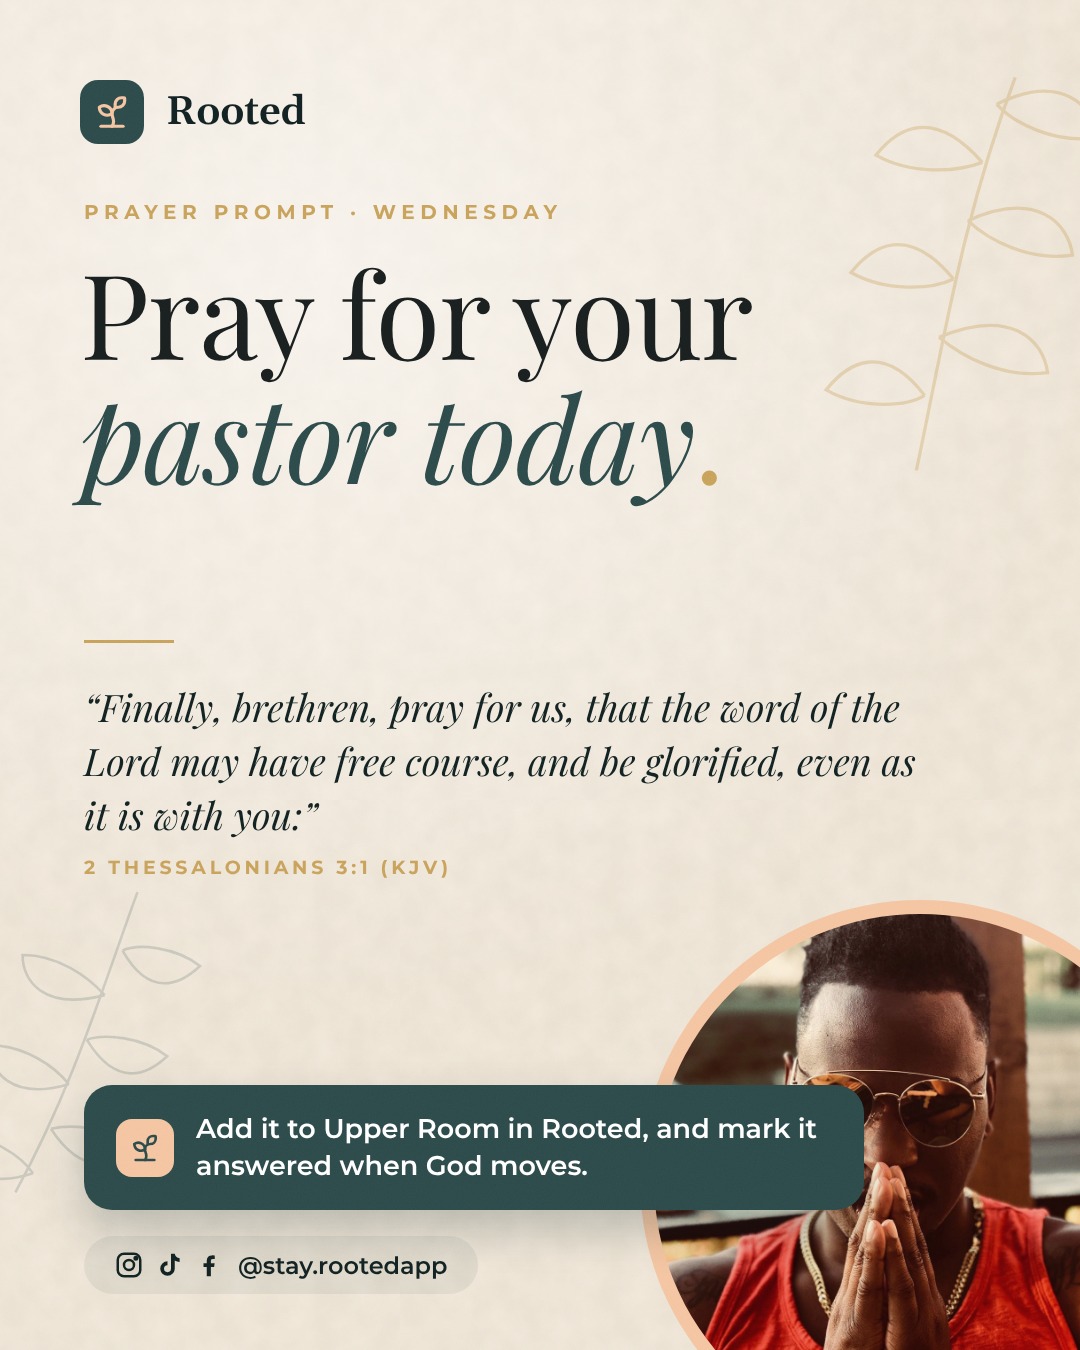 Rooted
PRAYER PROMPT · WEDNESDAY
Pray for your
pastor today.
“Finally, brethren, pray for us, that the word of the
Lord may have free course, and be glorified, even as
it is with you:”
2 THESSALONIANS 3:1 (KJV)
Add it to Upper Room in Rooted, and mark it
answered when God moves.
@stay.rootedapp